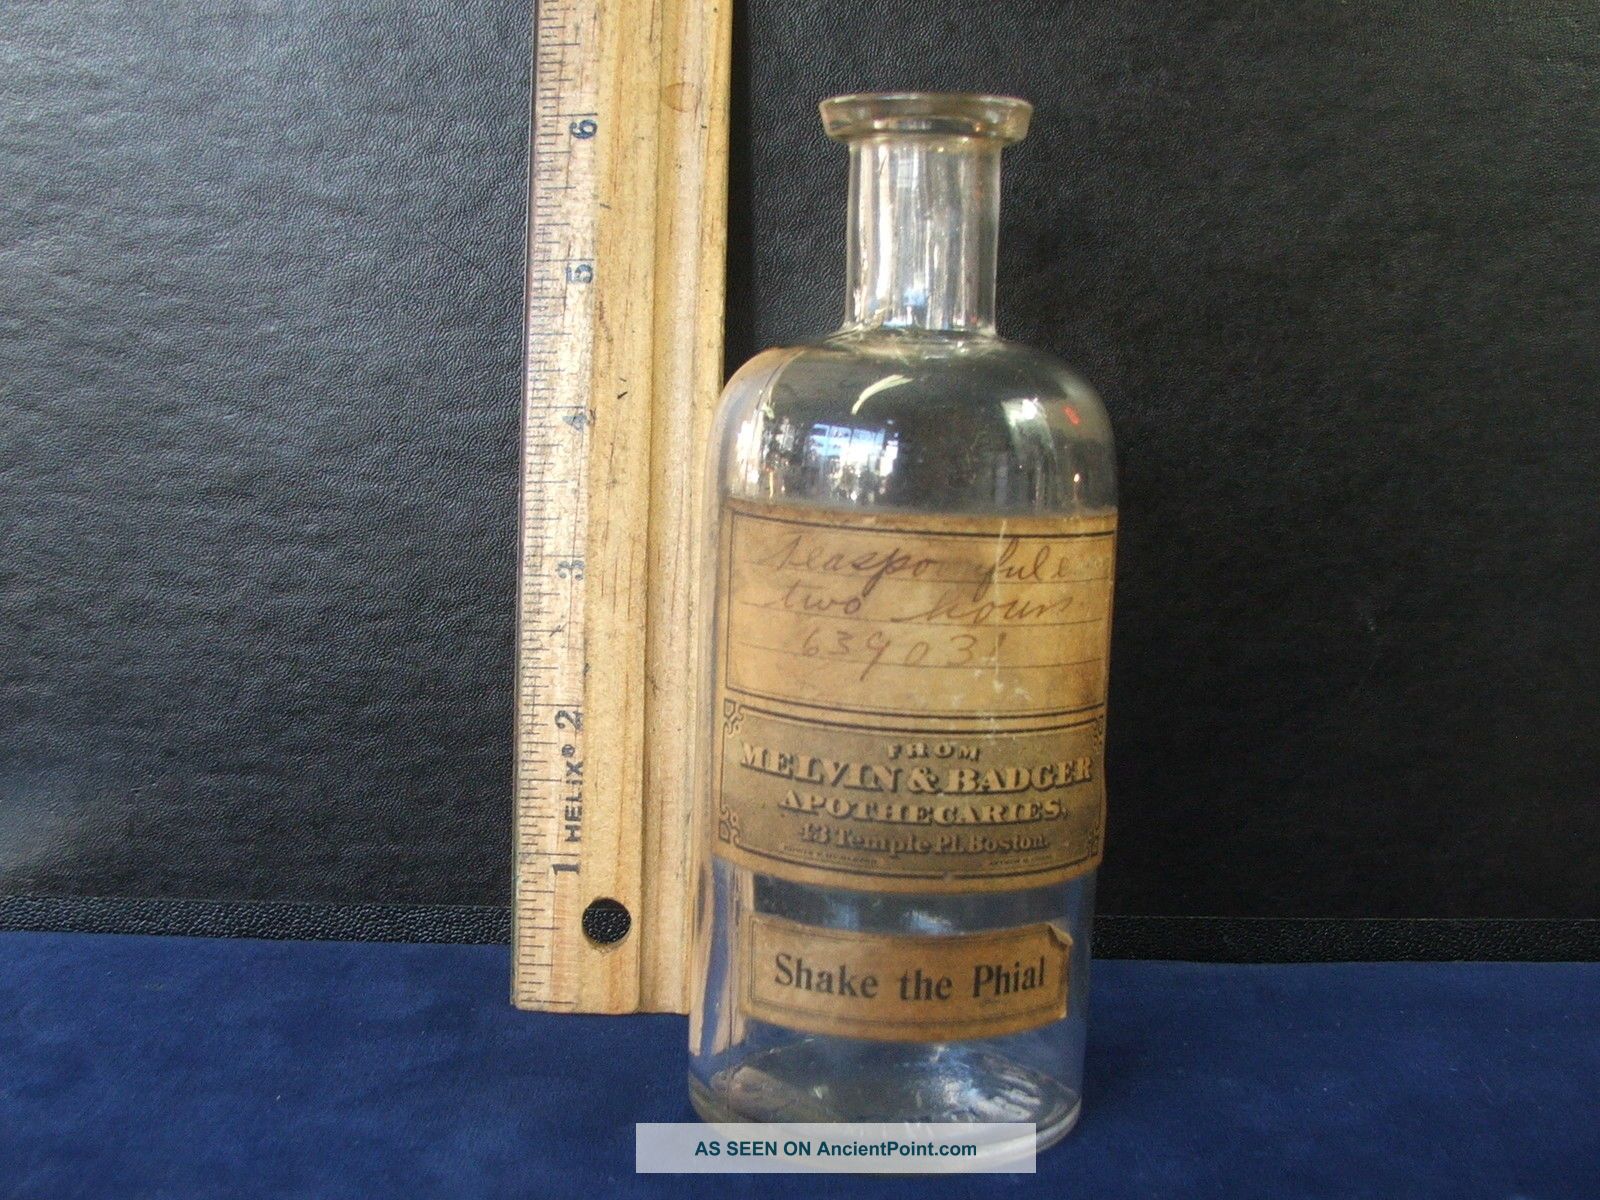 6
5
4
3
2
HELIX®
1
teaspoonful e
two hours
63903
FROM
MELVIN & BADGER
APOTHECARIES,
43 Temple Pl. Boston.
Shake the Phial
AS SEEN ON AncientPoint.com